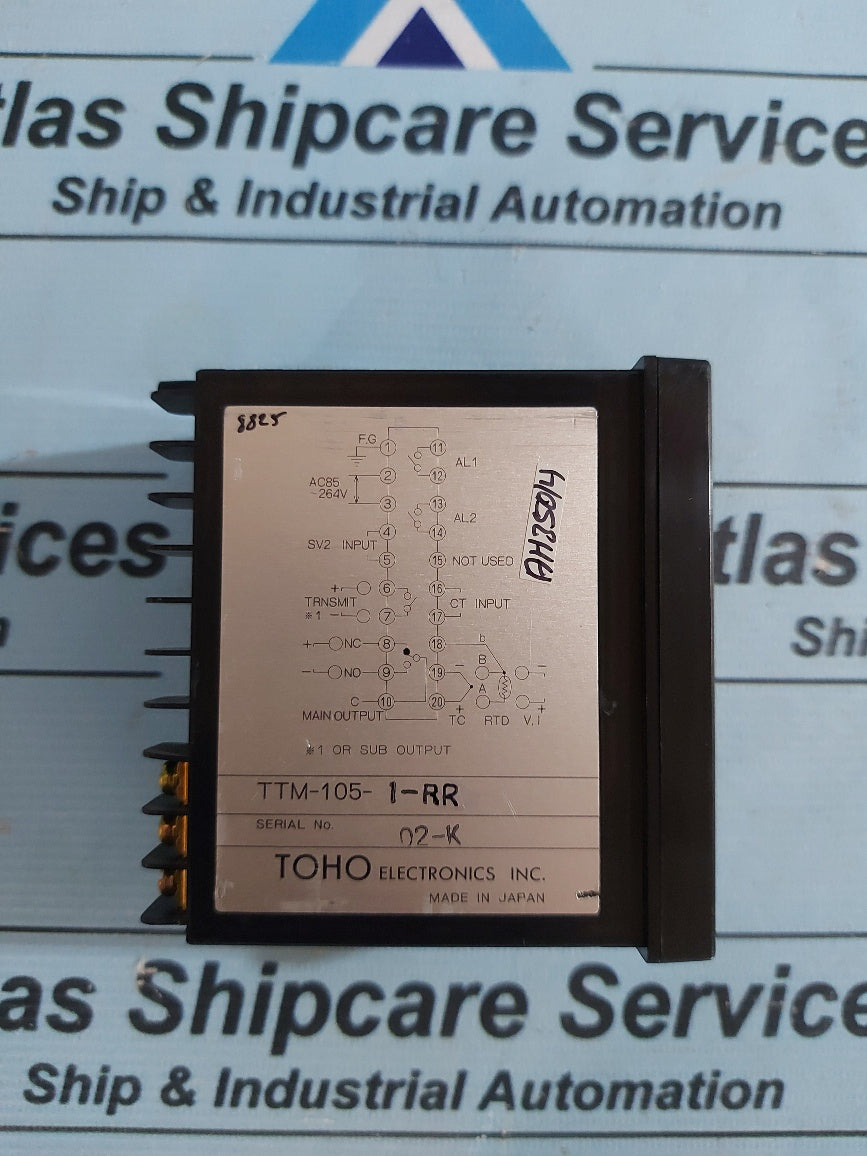 tlas Shipcare Service
Ship & Industrial Automation
ices
tlas
Shi
8825
F.G 1 11
AL1
2 12
AC85
~264V
3 13
AL2
4 14
SV2 INPUT
5 15 NOT USED
+ 6 16
TRNSMIT CT INPUT
※1 - 7 17
+ NC 8 18 b
B
- NO 9 19 - -
A
C 10 20 + +
MAIN OUTPUT TC RTD V.I
※1 OR SUB OUTPUT
AH250/4
TTM-105- 1-RR
SERIAL No. 02-K
TOHO ELECTRONICS INC.
MADE IN JAPAN
as Shipcare Service
Ship & Industrial Automation